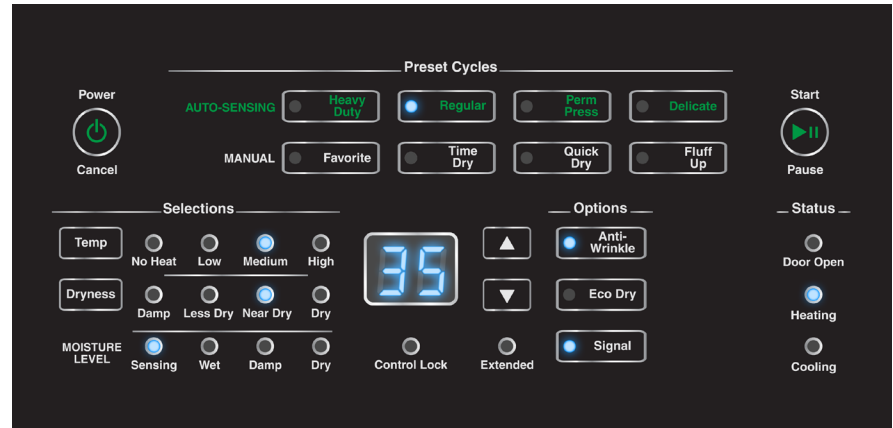 Preset Cycles
Power
Cancel
AUTO-SENSING
Heavy
Duty
Regular
Perm
Press
Delicate
MANUAL
Favorite
Time
Dry
Quick
Dry
Fluff
Up
Start
Pause
Selections
Temp
No Heat Low Medium High
Dryness
Damp Less Dry Near Dry Dry
MOISTURE
LEVEL
Sensing Wet Damp Dry
35
Control Lock
Extended
Options
Anti-
Wrinkle
Eco Dry
Signal
Status
Door Open
Heating
Cooling